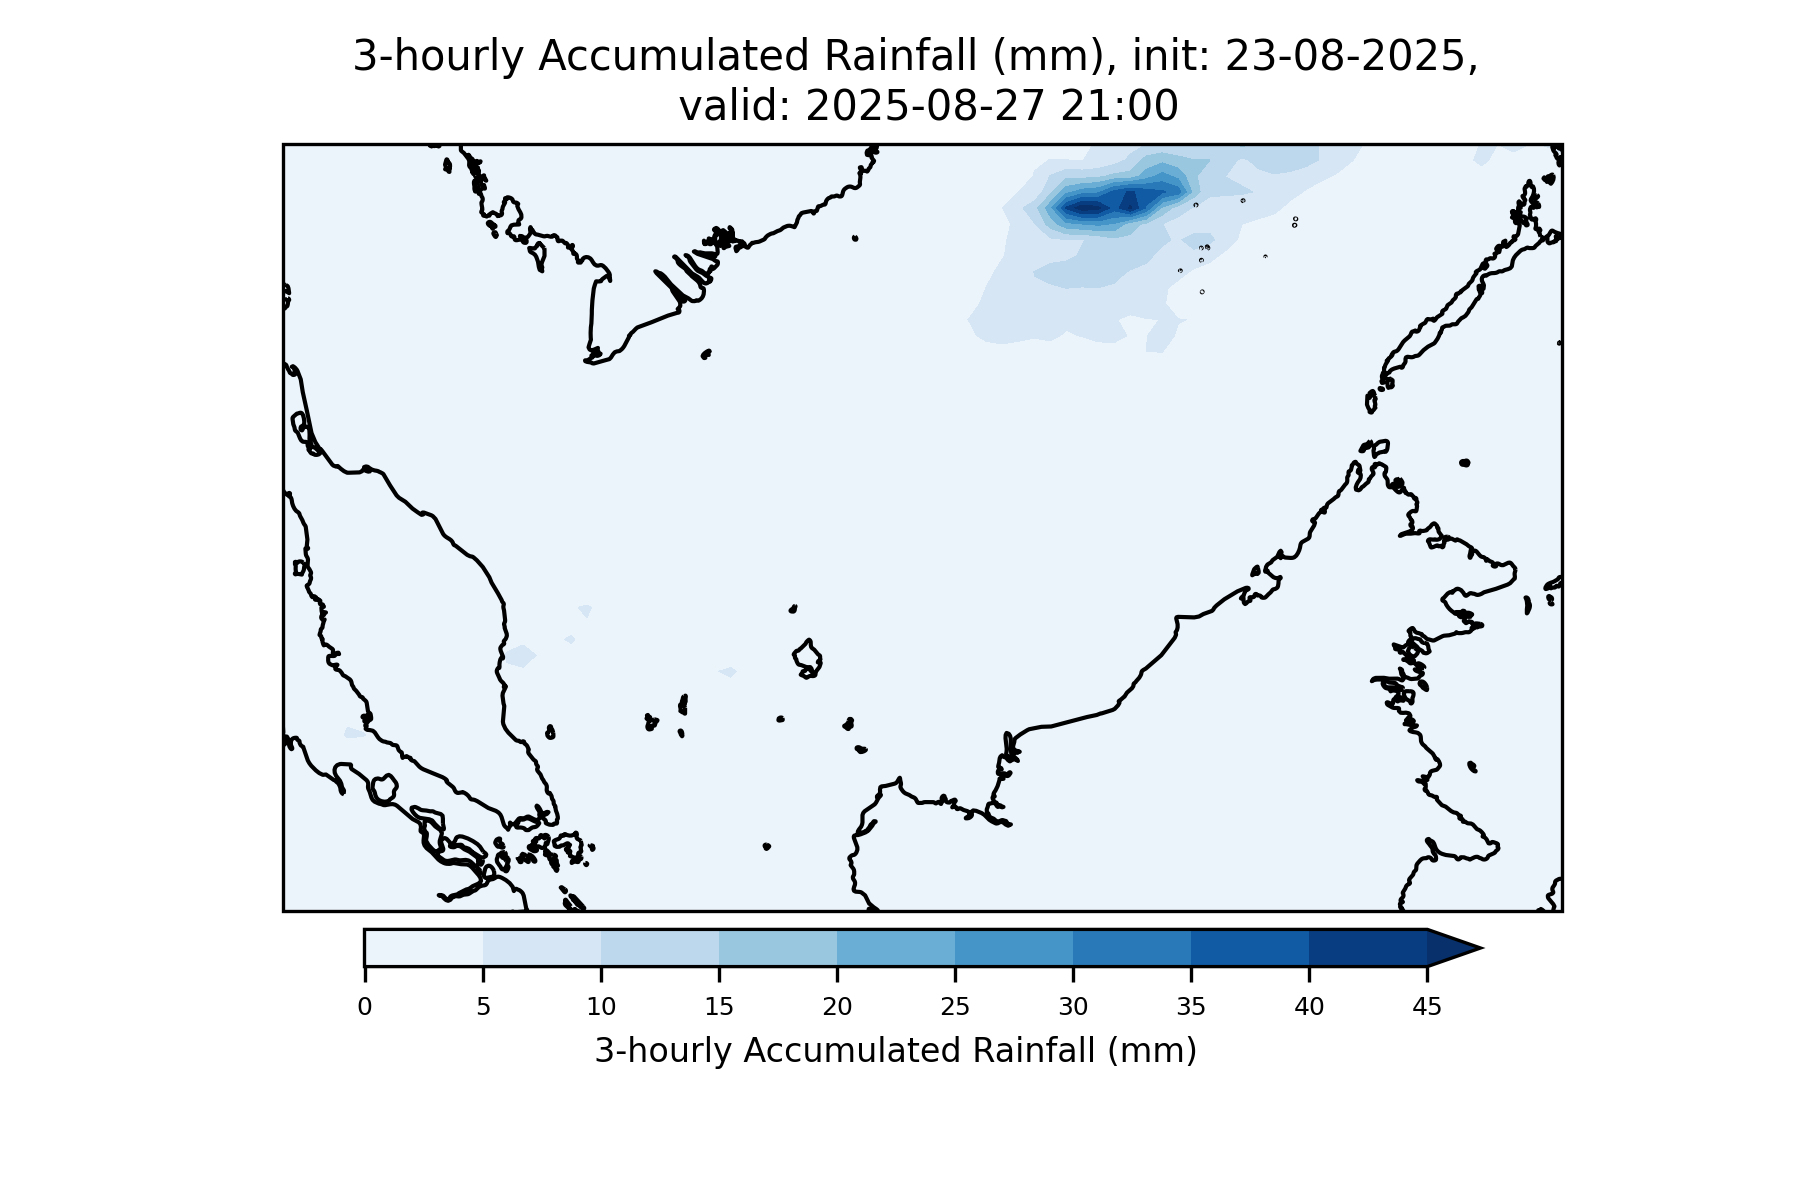 3-hourly Accumulated Rainfall (mm), init: 23-08-2025,
valid: 2025-08-27 21:00
0 5 10 15 20 25 30 35 40 45
3-hourly Accumulated Rainfall (mm)